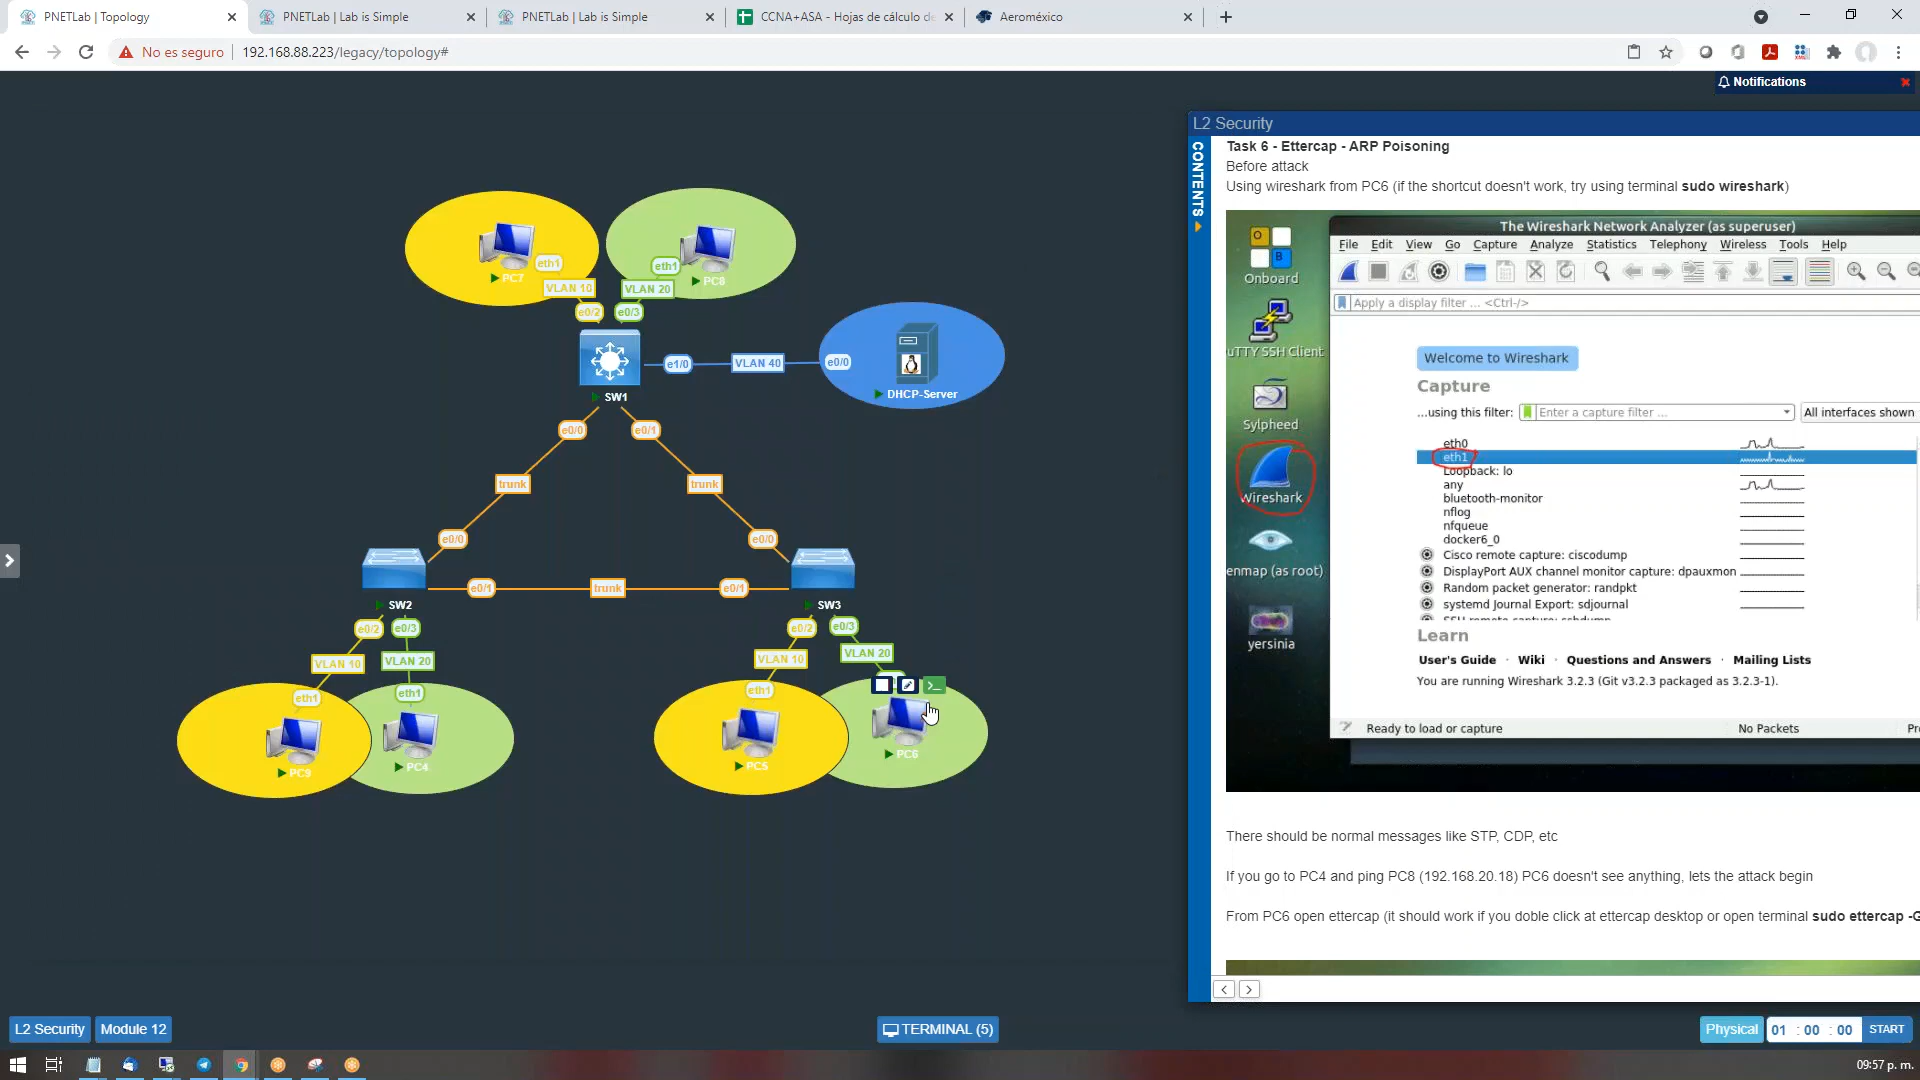 PNETLab | Topology
PNETLab | Lab is Simple
PNETLab | Lab is Simple
CCNA+ASA - Hojas de cálculo de
Aeroméxico
No es seguro
192.168.88.223/legacy/topology#
Notifications
L2 Security
CONTENTS
Task 6 - Ettercap - ARP Poisoning
Before attack
Using wireshark from PC6 (if the shortcut doesn't work, try using terminal sudo wireshark)
The Wireshark Network Analyzer (as superuser)
File Edit View Go Capture Analyze Statistics Telephony Wireless Tools Help
Apply a display filter ... <Ctrl-/>
Onboard
uTTY SSH Client
Sylpheed
Wireshark
enmap (as root)
yersinia
Welcome to Wireshark
Capture
...using this filter:
Enter a capture filter ...
All interfaces shown
eth0
eth1
Loopback: lo
any
bluetooth-monitor
nflog
nfqueue
docker6_0
Cisco remote capture: ciscodump
DisplayPort AUX channel monitor capture: dpauxmon
Random packet generator: randpkt
systemd Journal Export: sdjournal
SSH remote capture: sshdump
Learn
User's Guide · Wiki · Questions and Answers · Mailing Lists
You are running Wireshark 3.2.3 (Git v3.2.3 packaged as 3.2.3-1).
Ready to load or capture
No Packets
Pr
There should be normal messages like STP, CDP, etc
If you go to PC4 and ping PC8 (192.168.20.18) PC6 doesn't see anything, lets the attack begin
From PC6 open ettercap (it should work if you doble click at ettercap desktop or open terminal sudo ettercap -G
PC7
eth1
VLAN 10
e0/2
eth1
PC8
VLAN 20
e0/3
SW1
e1/0
VLAN 40
e0/0
DHCP-Server
e0/0
e0/1
trunk
trunk
e0/0
e0/0
SW2
e0/1
trunk
e0/1
SW3
e0/2
e0/3
VLAN 10
VLAN 20
eth1
eth1
PC9
PC4
e0/2
e0/3
VLAN 10
VLAN 20
eth1
PC5
PC6
L2 Security
Module 12
TERMINAL (5)
Physical
01 : 00 : 00
START
09:57 p. m.